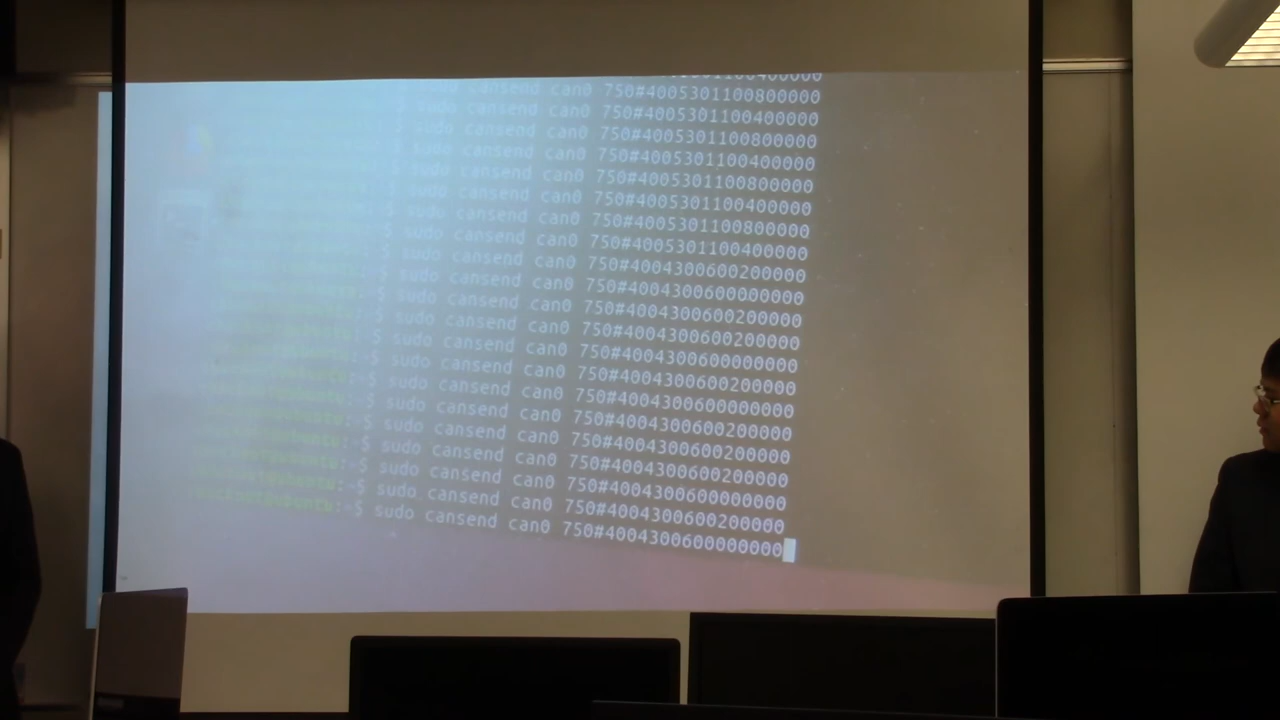 sudo cansend can0 750#4005301100800000
sudo cansend can0 750#4005301100400000
$ sudo cansend can0 750#4005301100800000
$ sudo cansend can0 750#4005301100400000
$ sudo cansend can0 750#4005301100800000
$ sudo cansend can0 750#4005301100400000
$ sudo cansend can0 750#4005301100800000
$ sudo cansend can0 750#4005301100400000
$ sudo cansend can0 750#4004300600200000
$ sudo cansend can0 750#4004300600000000
$ sudo cansend can0 750#4004300600200000
$ sudo cansend can0 750#4004300600200000
$ sudo cansend can0 750#4004300600000000
:~$ sudo cansend can0 750#4004300600200000
:~$ sudo cansend can0 750#4004300600000000
:~$ sudo cansend can0 750#4004300600200000
:~$ sudo cansend can0 750#4004300600200000
:~$ sudo cansend can0 750#4004300600200000
:~$ sudo cansend can0 750#4004300600000000
:~$ sudo cansend can0 750#4004300600200000
:~$ sudo cansend can0 750#4004300600000000